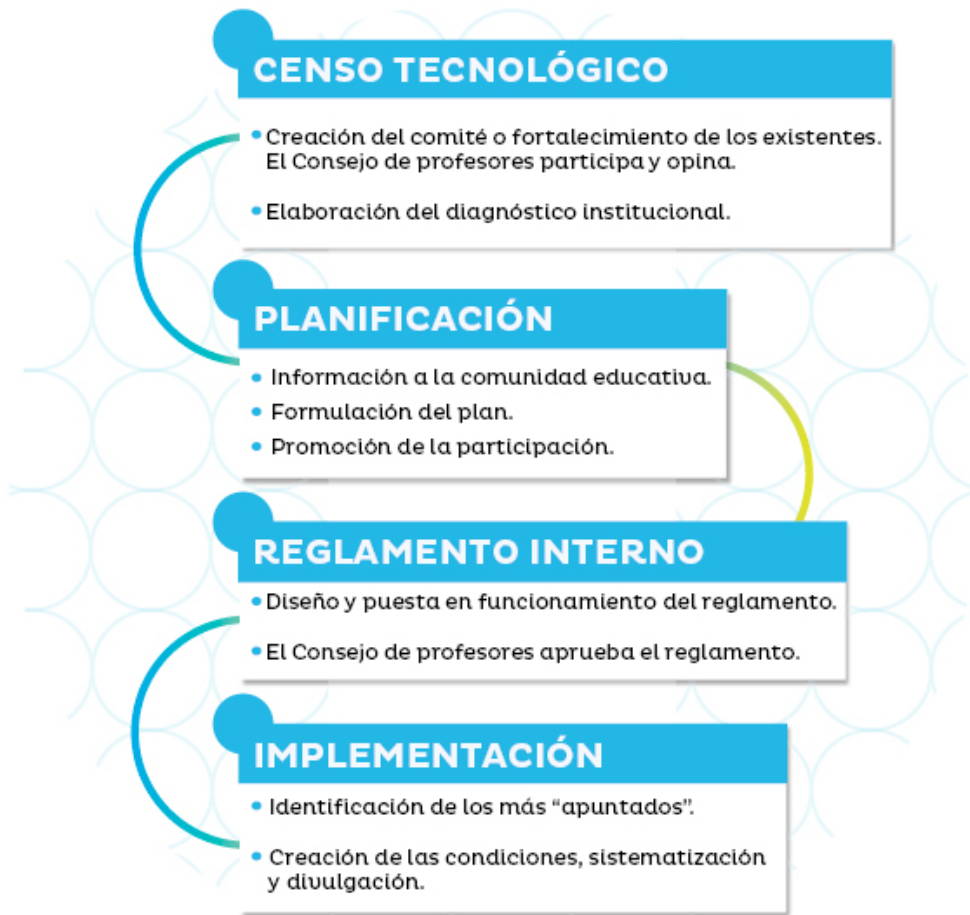 CENSO TECNOLÓGICO
• Creación del comité o fortalecimiento de los existentes.
El Consejo de profesores participa y opina.
• Elaboración del diagnóstico institucional.
PLANIFICACIÓN
• Información a la comunidad educativa.
• Formulación del plan.
• Promoción de la participación.
REGLAMENTO INTERNO
• Diseño y puesta en funcionamiento del reglamento.
• El Consejo de profesores aprueba el reglamento.
IMPLEMENTACIÓN
• Identificación de los más “apuntados”.
• Creación de las condiciones, sistematización
y divulgación.